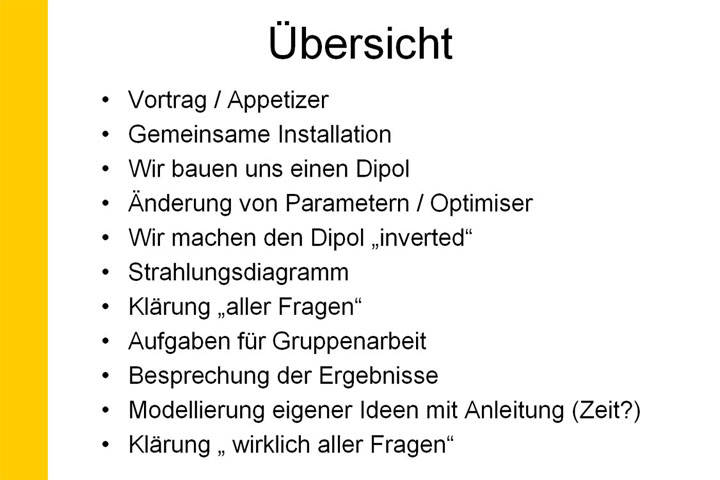 Übersicht
• Vortrag / Appetizer
• Gemeinsame Installation
• Wir bauen uns einen Dipol
• Änderung von Parametern / Optimiser
• Wir machen den Dipol „inverted“
• Strahlungsdiagramm
• Klärung „aller Fragen“
• Aufgaben für Gruppenarbeit
• Besprechung der Ergebnisse
• Modellierung eigener Ideen mit Anleitung (Zeit?)
• Klärung „ wirklich aller Fragen“